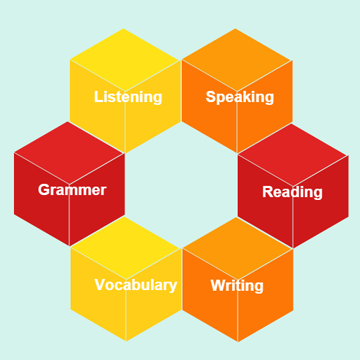 Listening
Speaking
Grammer
Reading
Vocabulary
Writing